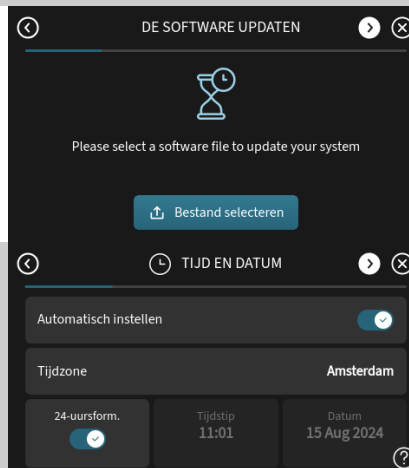 DE SOFTWARE UPDATEN
Please select a software file to update your system
Bestand selecteren
TIJD EN DATUM
Automatisch instellen
Tijdzone Amsterdam
24-uursform. Tijdstip Datum
11:01 15 Aug 2024
?